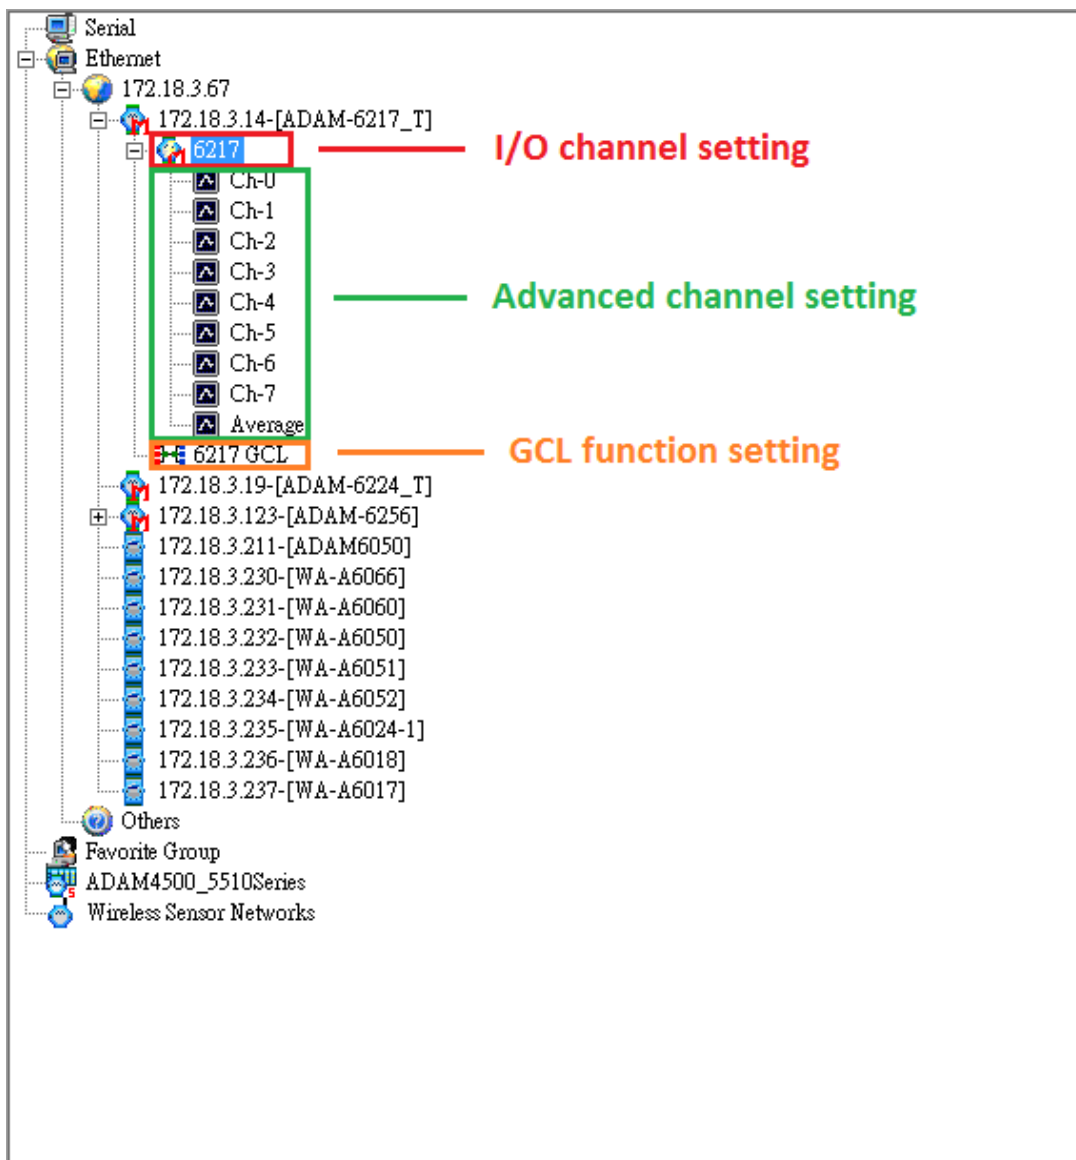 Serial
Ethernet
172.18.3.67
172.18.3.14-[ADAM-6217_T]
6217
I/O channel setting
Ch-0
Ch-1
Ch-2
Ch-3
Ch-4
Advanced channel setting
Ch-5
Ch-6
Ch-7
Average
6217 GCL
GCL function setting
172.18.3.19-[ADAM-6224_T]
172.18.3.123-[ADAM-6256]
172.18.3.211-[ADAM6050]
172.18.3.230-[WA-A6066]
172.18.3.231-[WA-A6060]
172.18.3.232-[WA-A6050]
172.18.3.233-[WA-A6051]
172.18.3.234-[WA-A6052]
172.18.3.235-[WA-A6024-1]
172.18.3.236-[WA-A6018]
172.18.3.237-[WA-A6017]
Others
Favorite Group
ADAM4500_5510Series
Wireless Sensor Networks